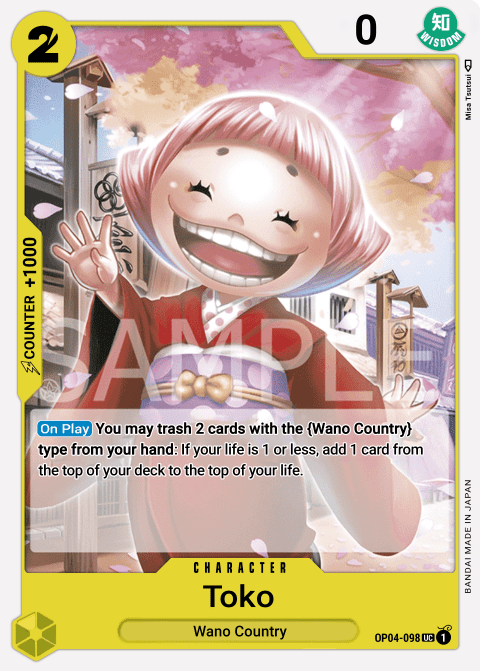 2
0
知
WISDOM
Misa Tsutsui
COUNTER +1000
SAMPLE
On Play You may trash 2 cards with the {Wano Country}
type from your hand: If your life is 1 or less, add 1 card from
the top of your deck to the top of your life.
BANDAI MADE IN JAPAN
CHARACTER
Toko
Wano Country
OP04-098 UC 1